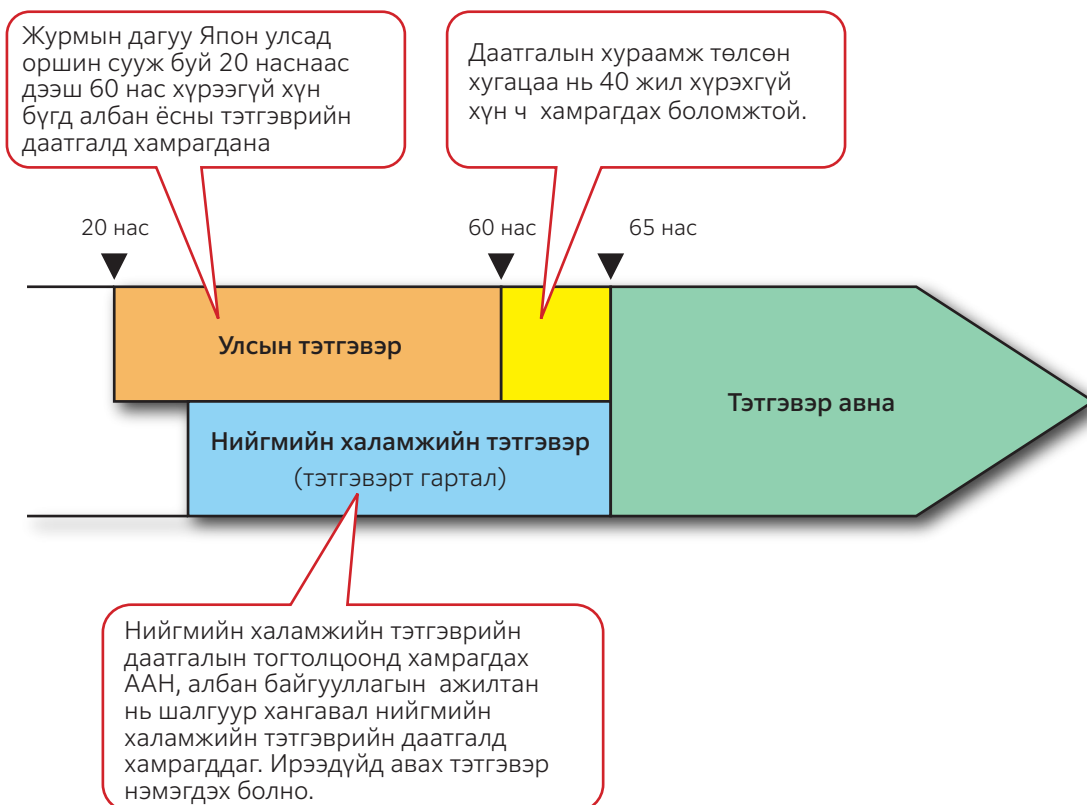 Журмын дагуу Япон улсад
оршин сууж буй 20 наснаас
дээш 60 нас хүрээгүй хүн
бүгд албан ёсны тэтгэврийн
даатгалд хамрагдана
Даатгалын хураамж төлсөн
хугацаа нь 40 жил хүрэхгүй
хүн ч хамрагдах боломжтой.
20 нас
60 нас
65 нас
Улсын тэтгэвэр
Нийгмийн халамжийн тэтгэвэр
(тэтгэвэрт гартал)
Тэтгэвэр авна
Нийгмийн халамжийн тэтгэврийн
даатгалын тогтолцоонд хамрагдах
ААН, албан байгууллагын ажилтан
нь шалгуур хангавал нийгмийн
халамжийн тэтгэврийн даатгалд
хамрагддаг. Ирээдүйд авах тэтгэвэр
нэмэгдэх болно.